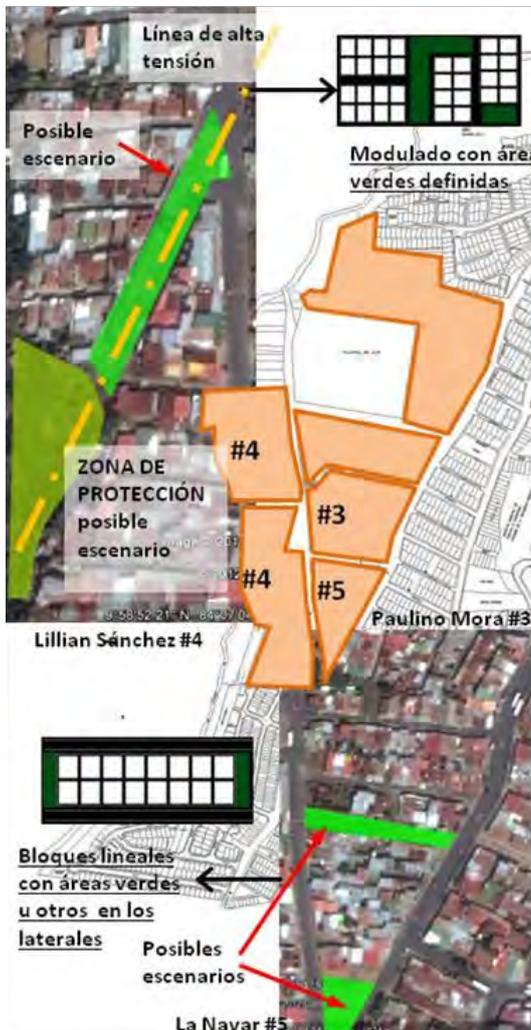 Línea de alta
tensión
Posible
escenario
Modulado con área
verdes definidas
#4
ZONA DE
PROTECCIÓN
posible
escenario
#3
#4
#5
Lillian Sánchez #4
Paulino Mora #3
Bloques lineales
con áreas verdes
u otros en los
laterales
Posibles
escenarios
La Navar #5